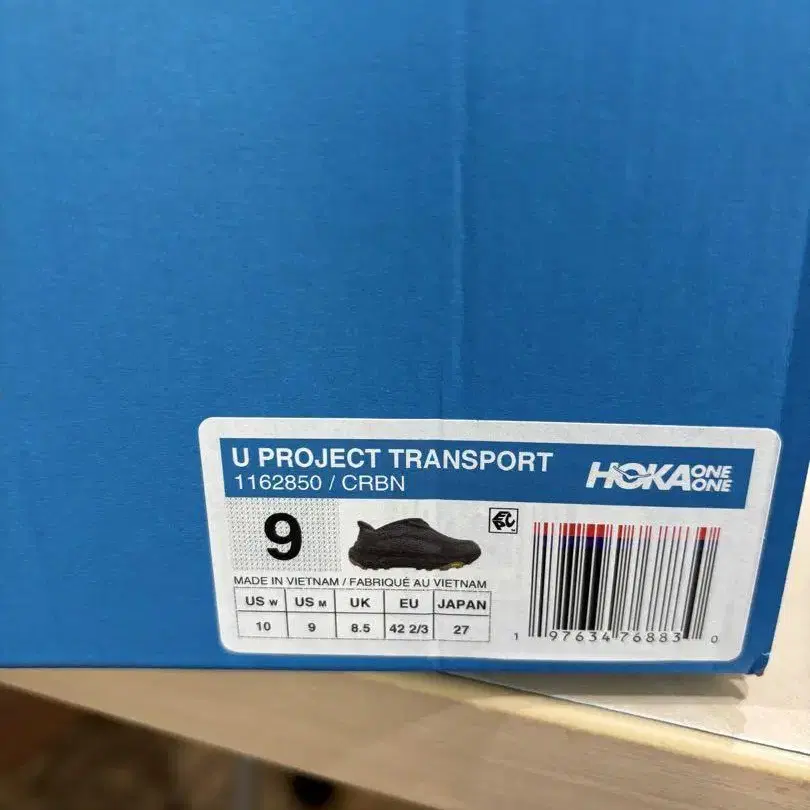 U PROJECT TRANSPORT
1162850 / CRBN
HOKA ONE ONE
9
EPC
MADE IN VIETNAM / FABRIQUÉ AU VIETNAM
US W US M UK EU JAPAN
10 9 8.5 42 2/3 27
1 97634 76883 0